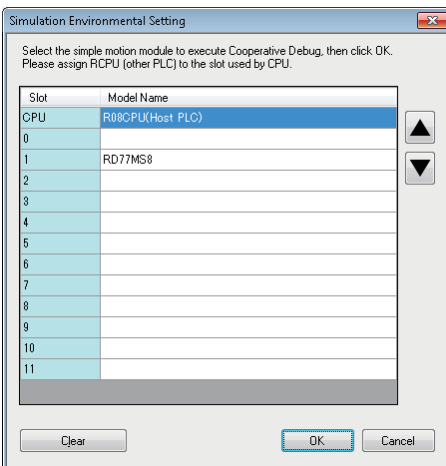 Simulation Environmental Setting
Select the simple motion module to execute Cooperative Debug, then click OK.
Please assign RCPU (other PLC) to the slot used by CPU.
Slot Model Name
CPU R08CPU(Host PLC)
0
1 RD77MS8
2
3
4
5
6
7
8
9
10
11
Clear OK Cancel